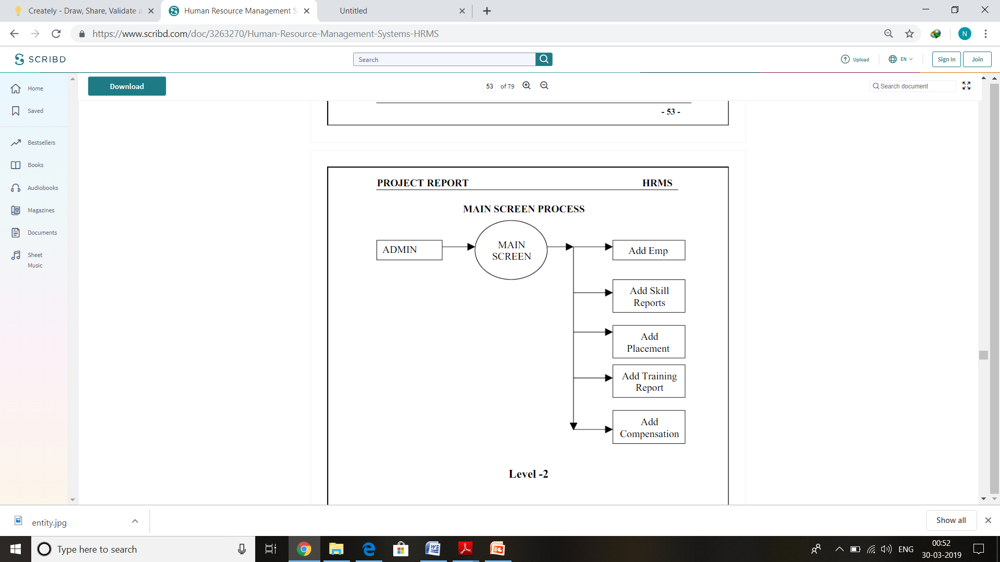 Creately - Draw, Share, Validate a
Human Resource Management S
Untitled
https://www.scribd.com/doc/3263270/Human-Resource-Management-Systems-HRMS
N
SCRIBD
Search
Upload
EN
Sign In
Join
Home
Saved
Bestsellers
Books
Audiobooks
Magazines
Documents
Sheet
Music
Download
53 of 79
Search document
- 53 -
PROJECT REPORT HRMS
MAIN SCREEN PROCESS
ADMIN
MAIN
SCREEN
Add Emp
Add Skill
Reports
Add
Placement
Add Training
Report
Add
Compensation
Level -2
entity.jpg
Show all
Type here to search
ENG
00:52
30-03-2019